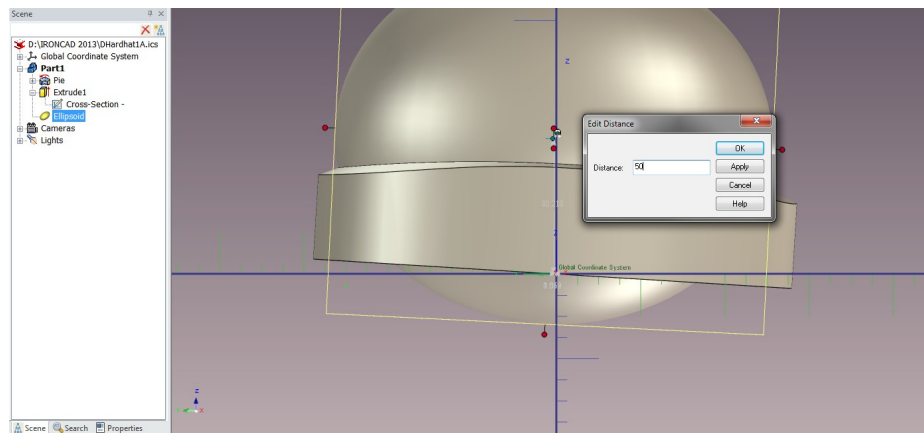 Scene
D:\IRONCAD 2013\DHardhat1A.ics
Global Coordinate System
Part1
Pie
Extrude1
Cross-Section -
Ellipsoid
Cameras
Lights
z
Edit Distance
OK
Distance: 50
Apply
Cancel
Help
z
Global Coordinate System
z
x
Scene Search Properties